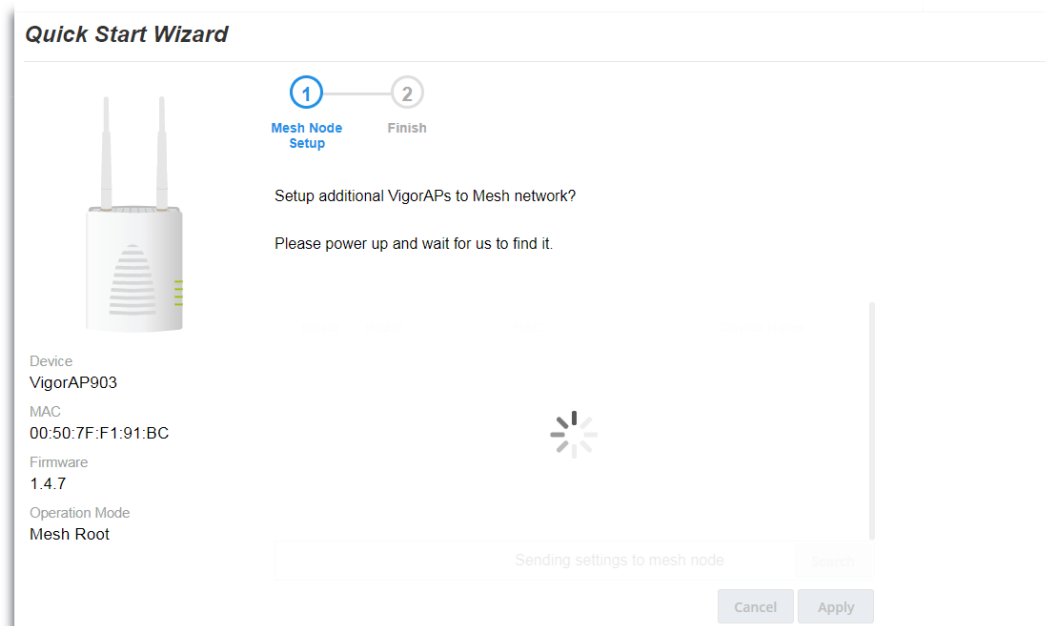 Quick Start Wizard
1
2
Mesh Node
Setup
Finish
Setup additional VigorAPs to Mesh network?
Please power up and wait for us to find it.
Device
VigorAP903
MAC
00:50:7F:F1:91:BC
Firmware
1.4.7
Operation Mode
Mesh Root
Sending settings to mesh node
Search
Cancel
Apply